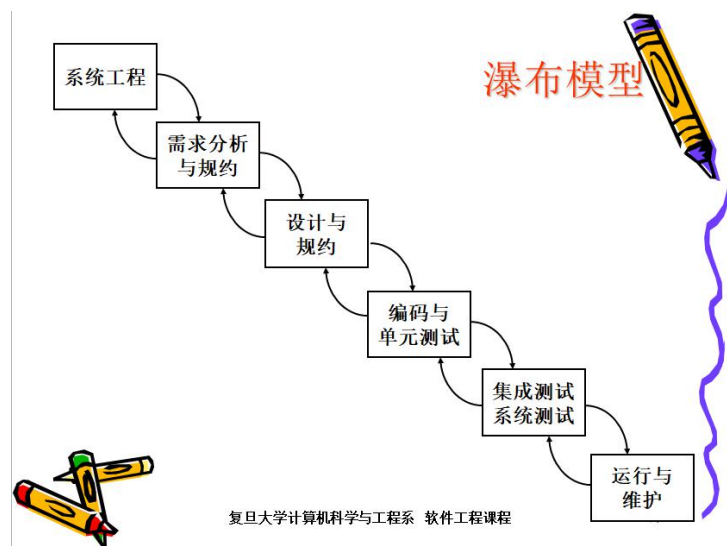 瀑布模型
系统工程
需求分析
与规约
设计与
规约
编码与
单元测试
集成测试
系统测试
运行与
维护
复旦大学计算机科学与工程系 软件工程课程